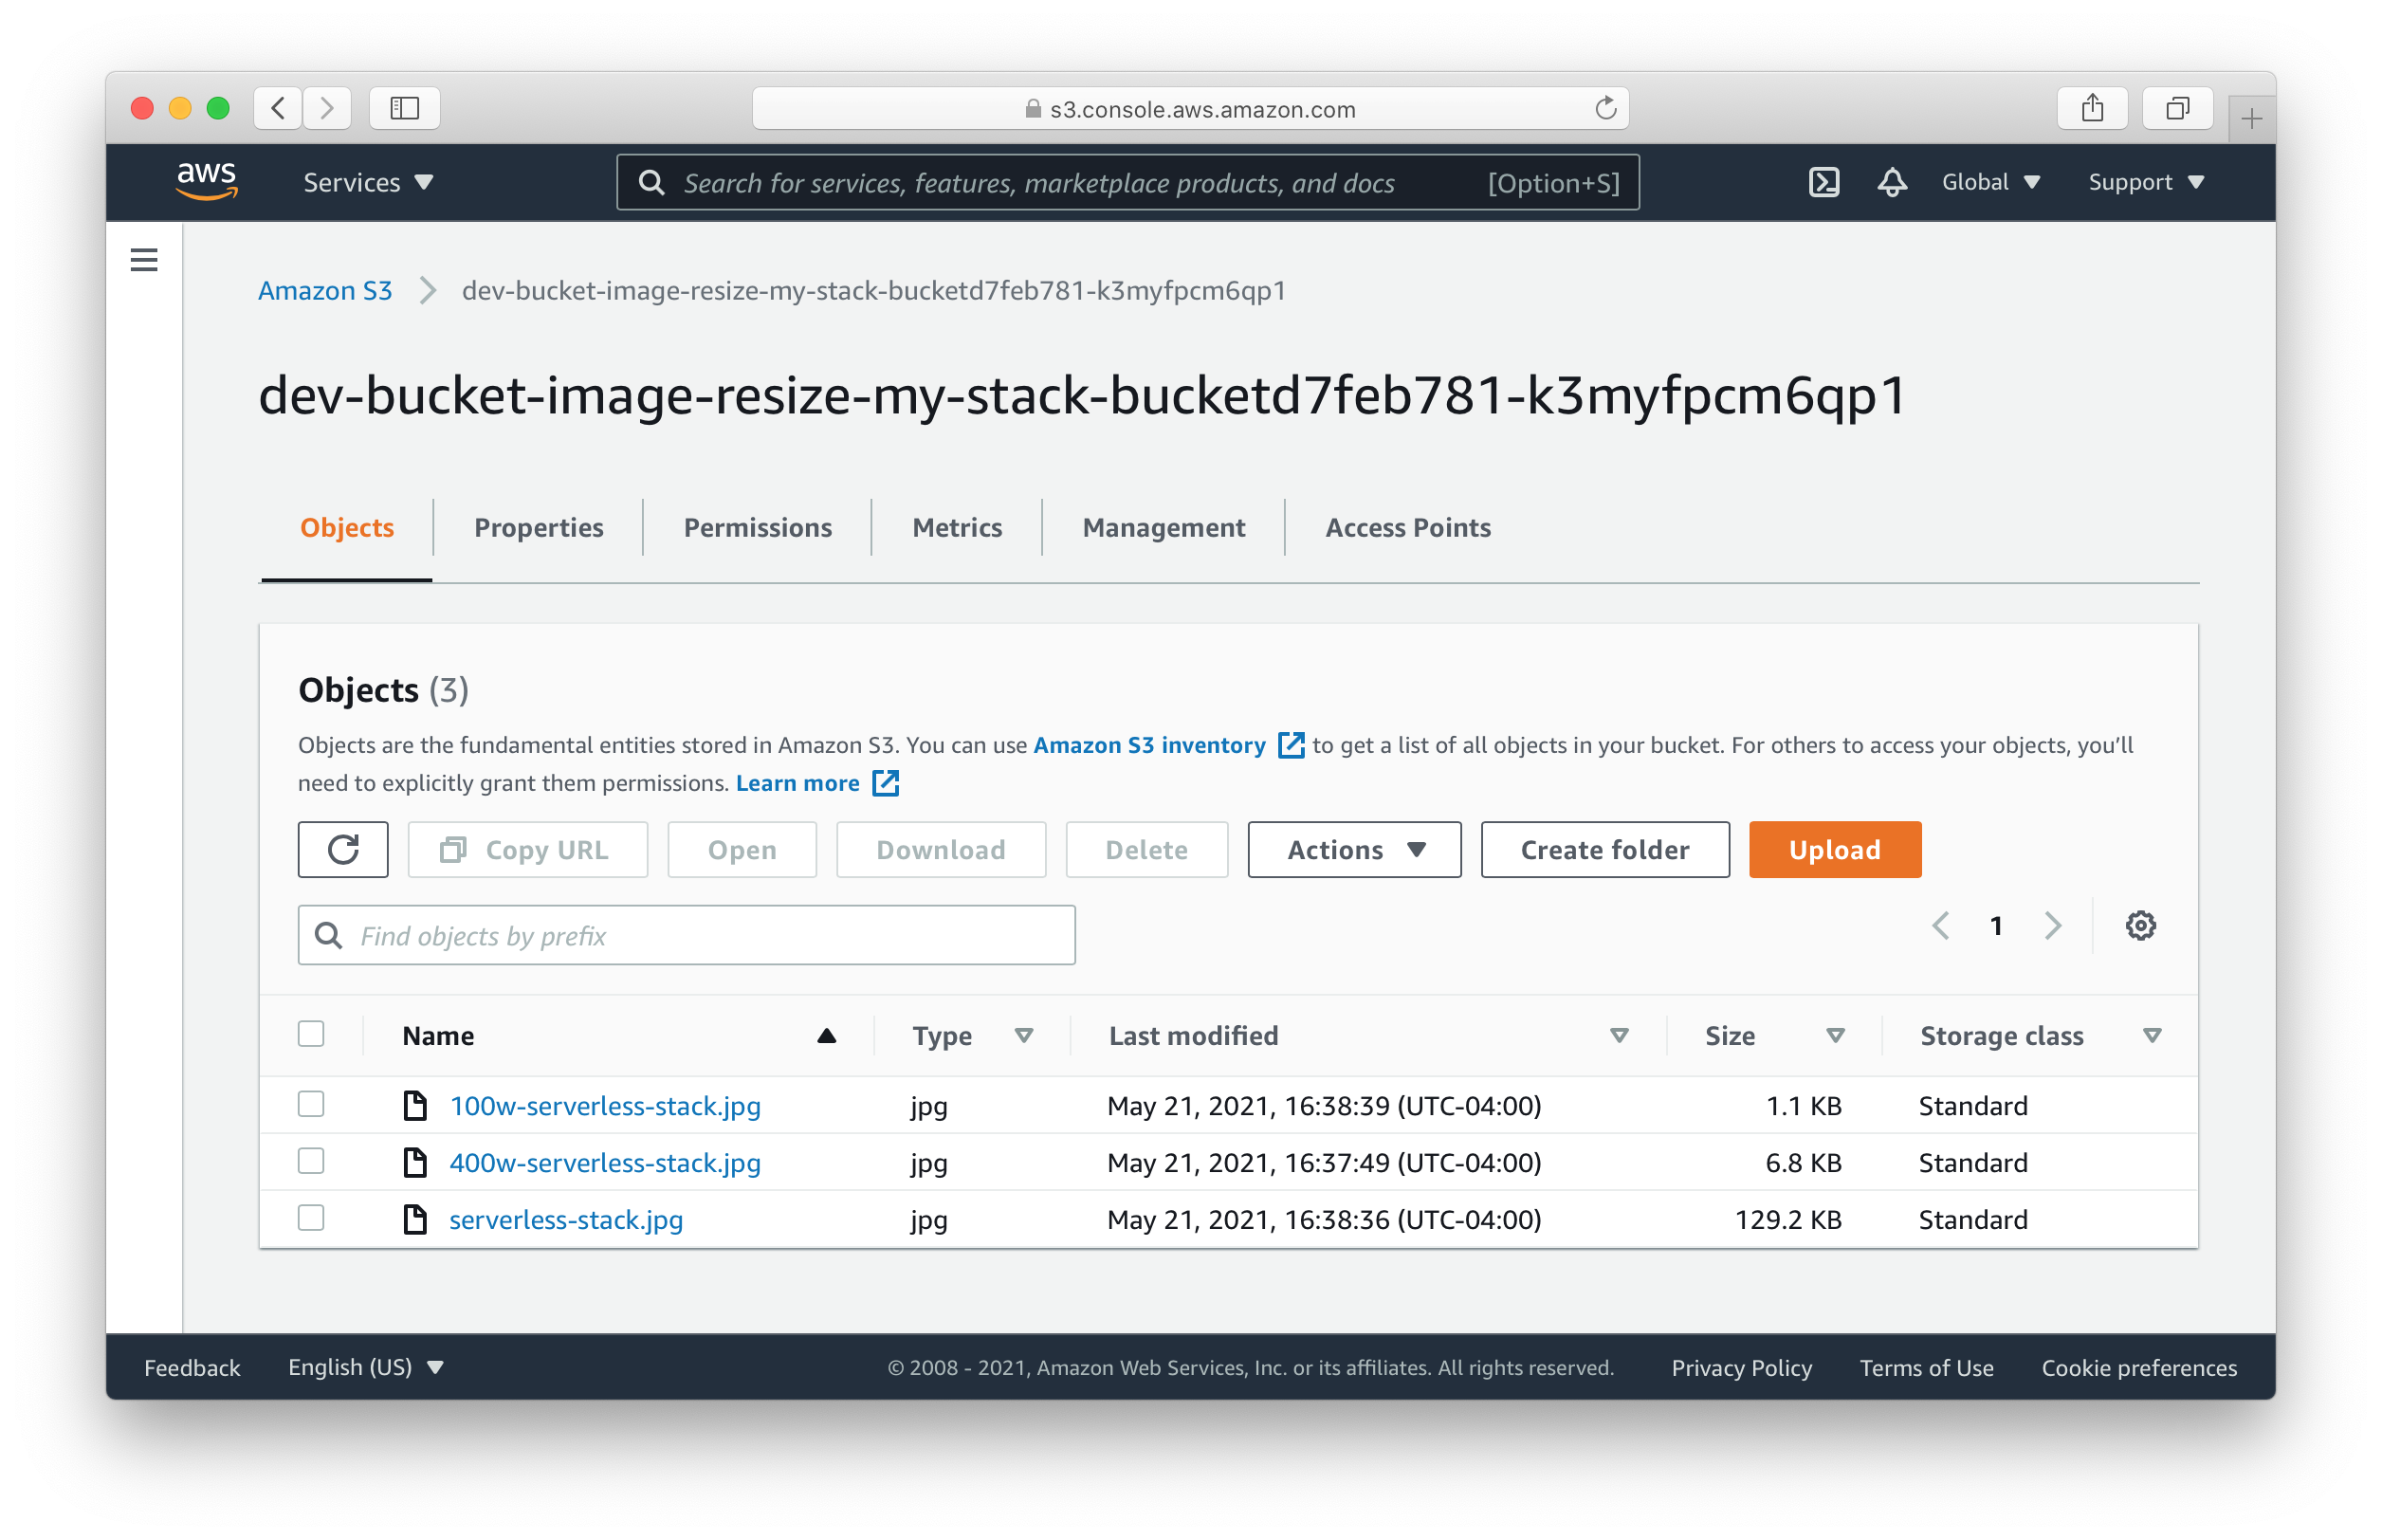 s3.console.aws.amazon.com
aws Services Search for services, features, marketplace products, and docs [Option+S] Global Support
Amazon S3 dev-bucket-image-resize-my-stack-bucketd7feb781-k3myfpcm6qp1
dev-bucket-image-resize-my-stack-bucketd7feb781-k3myfpcm6qp1
Objects Properties Permissions Metrics Management Access Points
Objects (3)
Objects are the fundamental entities stored in Amazon S3. You can use Amazon S3 inventory to get a list of all objects in your bucket. For others to access your objects, you'll
need to explicitly grant them permissions. Learn more
Copy URL Open Download Delete Actions Create folder Upload
Find objects by prefix 1
Name Type Last modified Size Storage class
100w-serverless-stack.jpg jpg May 21, 2021, 16:38:39 (UTC-04:00) 1.1 KB Standard
400w-serverless-stack.jpg jpg May 21, 2021, 16:37:49 (UTC-04:00) 6.8 KB Standard
serverless-stack.jpg jpg May 21, 2021, 16:38:36 (UTC-04:00) 129.2 KB Standard
Feedback English (US) © 2008 - 2021, Amazon Web Services, Inc. or its affiliates. All rights reserved. Privacy Policy Terms of Use Cookie preferences